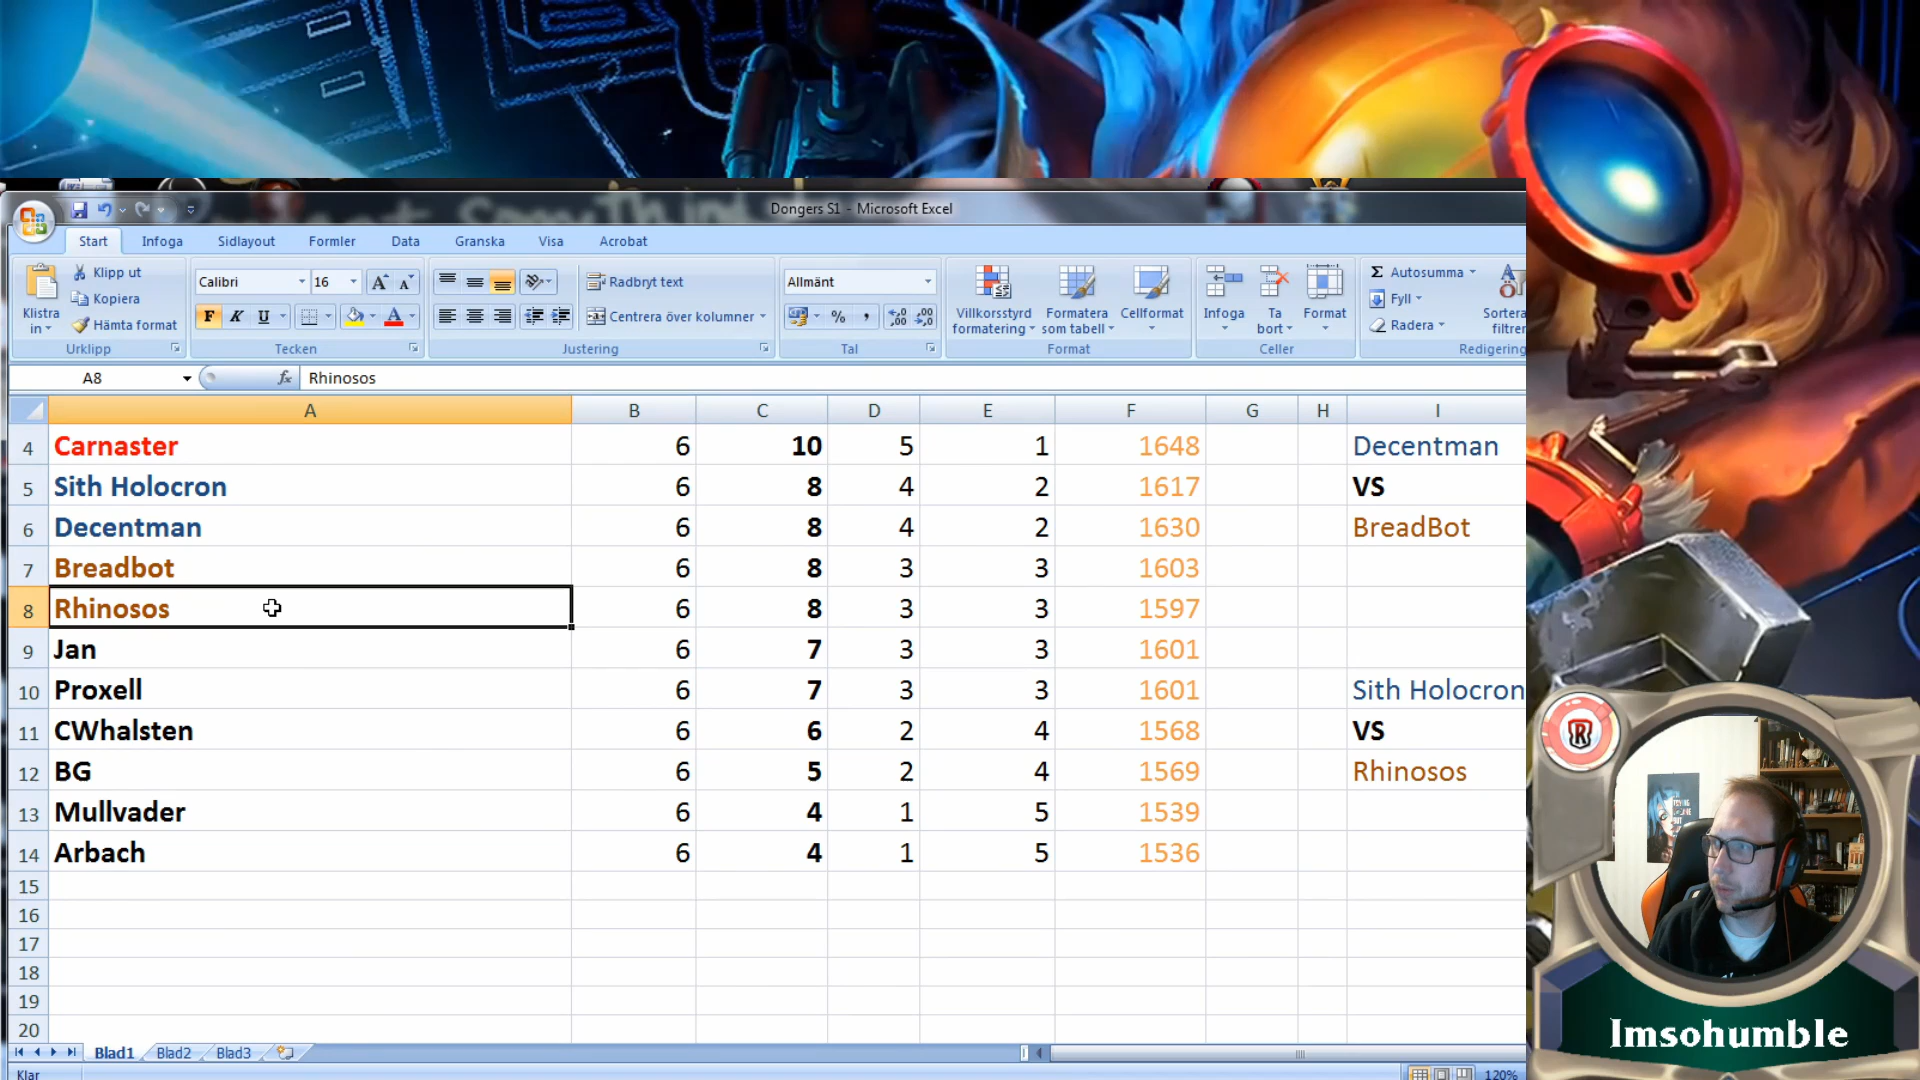 Dongers S1 - Microsoft Excel
Start Infoga Sidlayout Formler Data Granska Visa Acrobat
Klistra in
Klipp ut
Kopiera
Hämta format
Urklipp
Calibri 16
F K U
Tecken
Radbryt text
Centrera över kolumner
Justering
Allmänt
Tal
Villkorsstyrd formatering
Formatera som tabell
Cellformat
Format
Infoga
Ta bort
Format
Celler
Autosumma
Fyll
Radera
Sortera
filtrer
Redigering
A8 fx Rhinosos
A B C D E F G H I
4 Carnaster 6 10 5 1 1648 Decentman
5 Sith Holocron 6 8 4 2 1617 VS
6 Decentman 6 8 4 2 1630 BreadBot
7 Breadbot 6 8 3 3 1603
8 Rhinosos 6 8 3 3 1597
9 Jan 6 7 3 3 1601
10 Proxell 6 7 3 3 1601 Sith Holocron
11 CWhalsten 6 6 2 4 1568 VS
12 BG 6 5 2 4 1569 Rhinosos
13 Mullvader 6 4 1 5 1539
14 Arbach 6 4 1 5 1536
15
16
17
18
19
20
Blad1 Blad2 Blad3
Klar 120%
R
Imsohumble